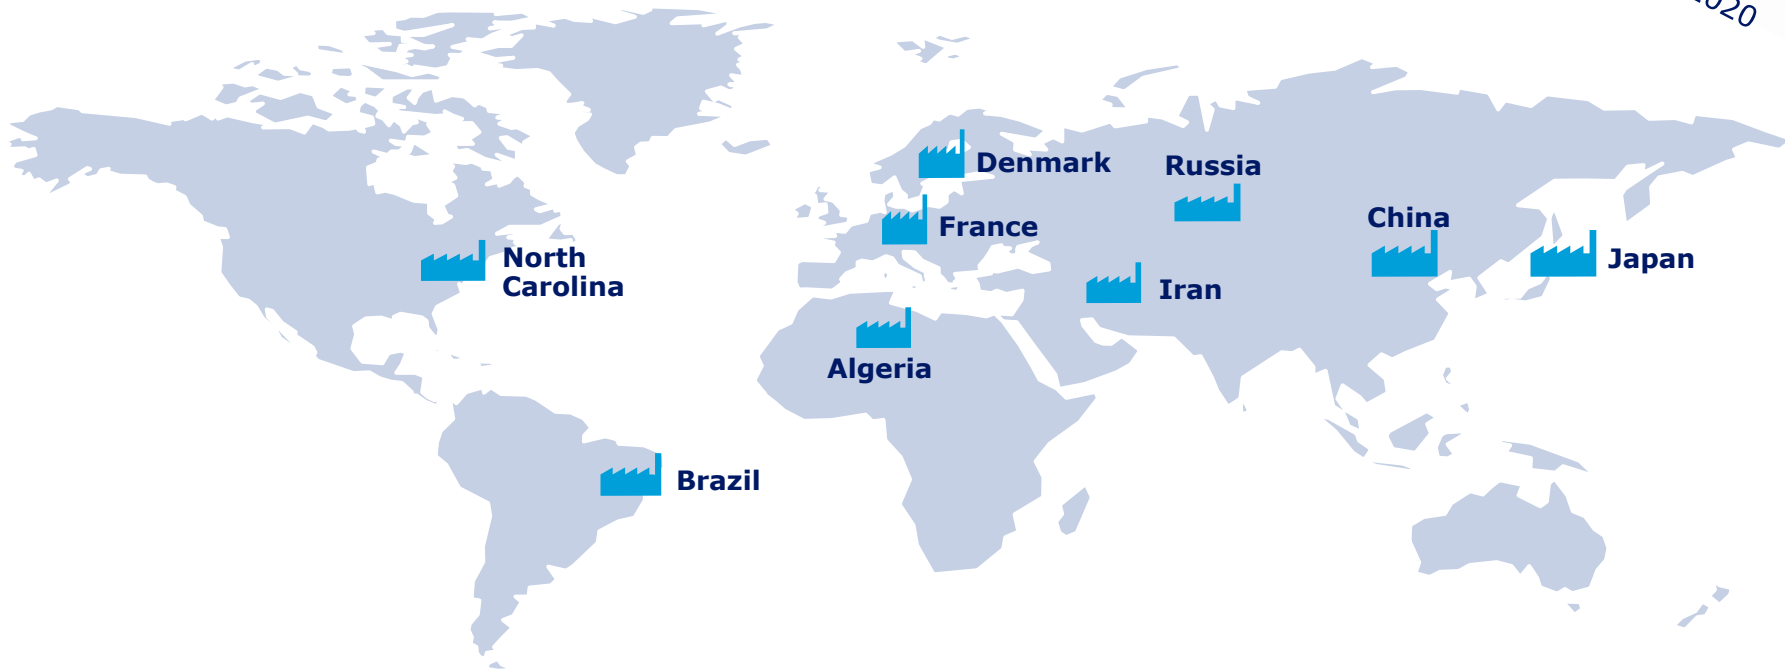 Denmark
Russia
China
France
North
Carolina
Japan
Iran
Algeria
Brazil